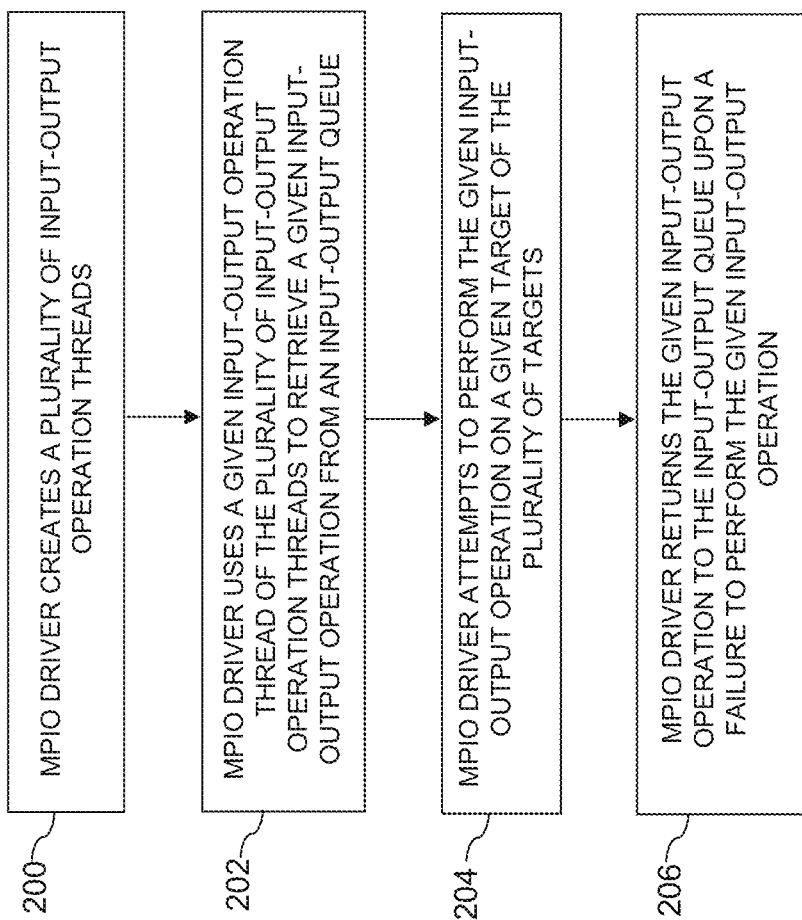 200
MPIO DRIVER CREATES A PLURALITY OF INPUT-OUTPUT
OPERATION THREADS
202
MPIO DRIVER USES A GIVEN INPUT-OUTPUT OPERATION
THREAD OF THE PLURALITY OF INPUT-OUTPUT
OPERATION THREADS TO RETRIEVE A GIVEN INPUT-
OUTPUT OPERATION FROM AN INPUT-OUTPUT QUEUE
204
MPIO DRIVER ATTEMPTS TO PERFORM THE GIVEN INPUT-
OUTPUT OPERATION ON A GIVEN TARGET OF THE
PLURALITY OF TARGETS
206
MPIO DRIVER RETURNS THE GIVEN INPUT-OUTPUT
OPERATION TO THE INPUT-OUTPUT QUEUE UPON A
FAILURE TO PERFORM THE GIVEN INPUT-OUTPUT
OPERATION